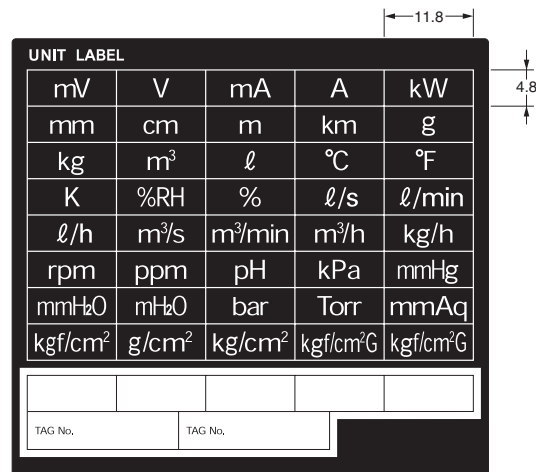 11.8
UNIT LABEL
4.8
mV V mA A kW
mm cm m km g
kg m³ ℓ °C °F
K %RH % ℓ/s ℓ/min
ℓ/h m³/s m³/min m³/h kg/h
rpm ppm pH kPa mmHg
mmH₂O mH₂O bar Torr mmAq
kgf/cm² g/cm² kg/cm² kgf/cm²G kgf/cm²G
TAG No. TAG No.